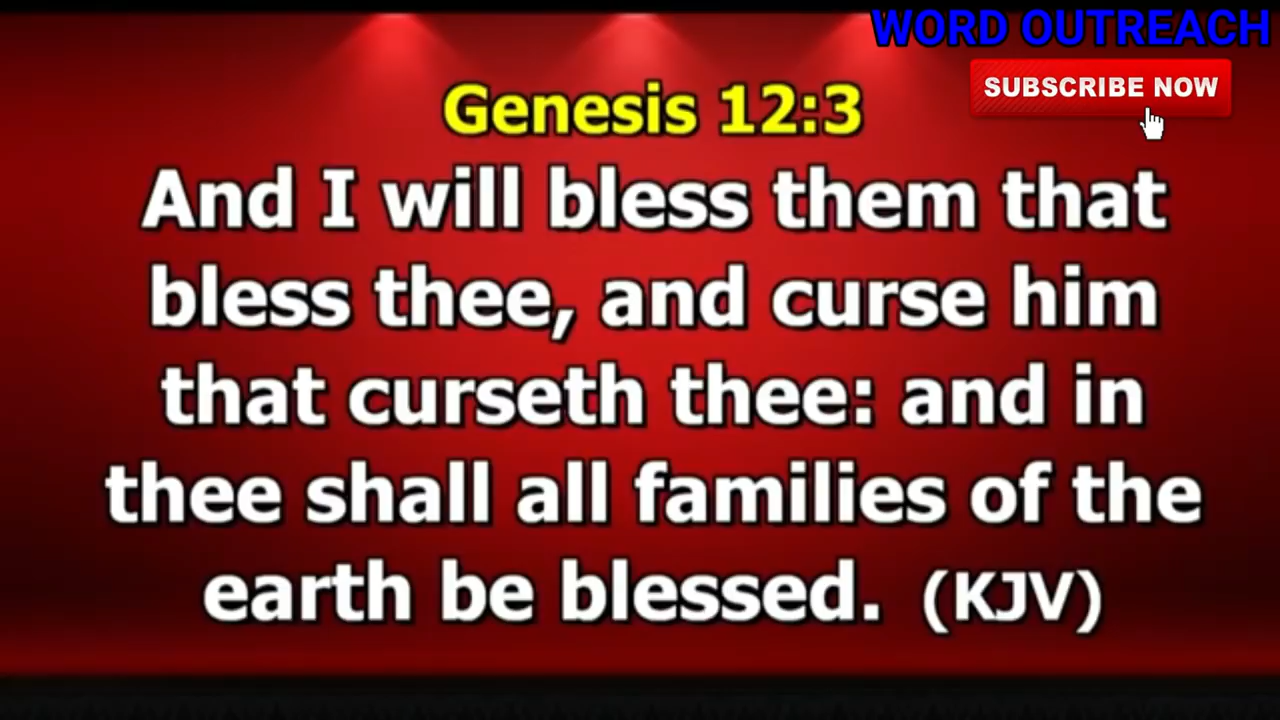 WORD OUTREACH
SUBSCRIBE NOW
Genesis 12:3
And I will bless them that
bless thee, and curse him
that curseth thee: and in
thee shall all families of the
earth be blessed. (KJV)